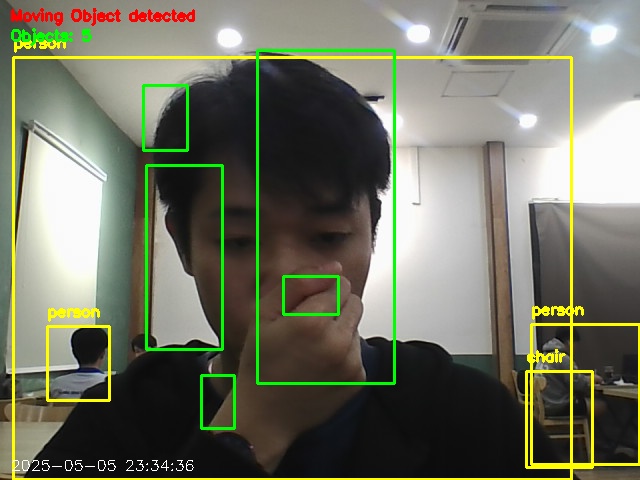 Moving Object detected
Objects: 5
person
person
person
chair
2025-05-05 23:34:36